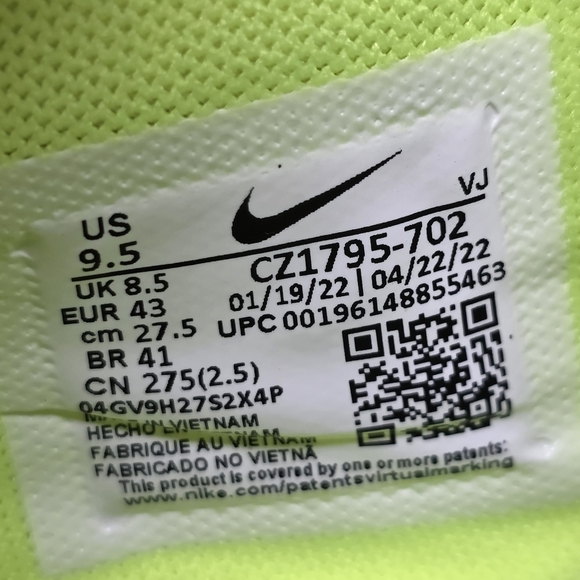 VJ
US
9.5
UK 8.5
EUR 43
cm 27.5
BR 41
CN 275(2.5)
CZ1795-702
01/19/22 | 04/22/22
UPC 00196148855463
04GV9H27S2X4P
HECHO VIETNAM
FABRIQUE AU VIETNAM
FABRICADO NO VIETNÃ
This product is covered by one or more patents:
www.nike.com/patentsvirtualmarking